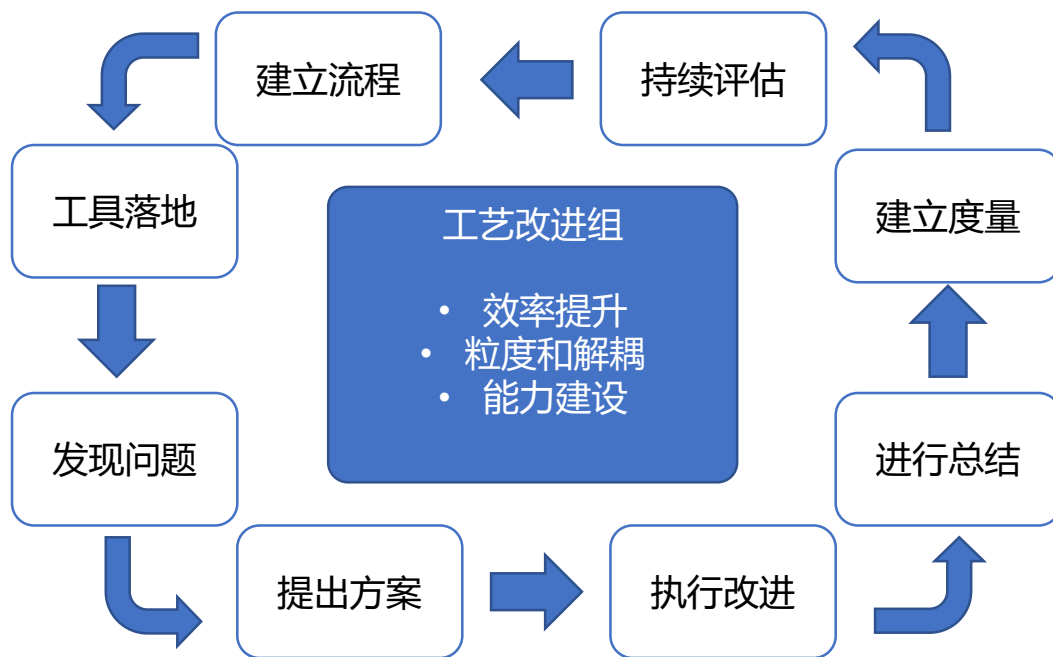 建立流程
持续评估
工具落地
建立度量
工艺改进组
• 效率提升
• 粒度和解耦
• 能力建设
发现问题
进行总结
提出方案
执行改进